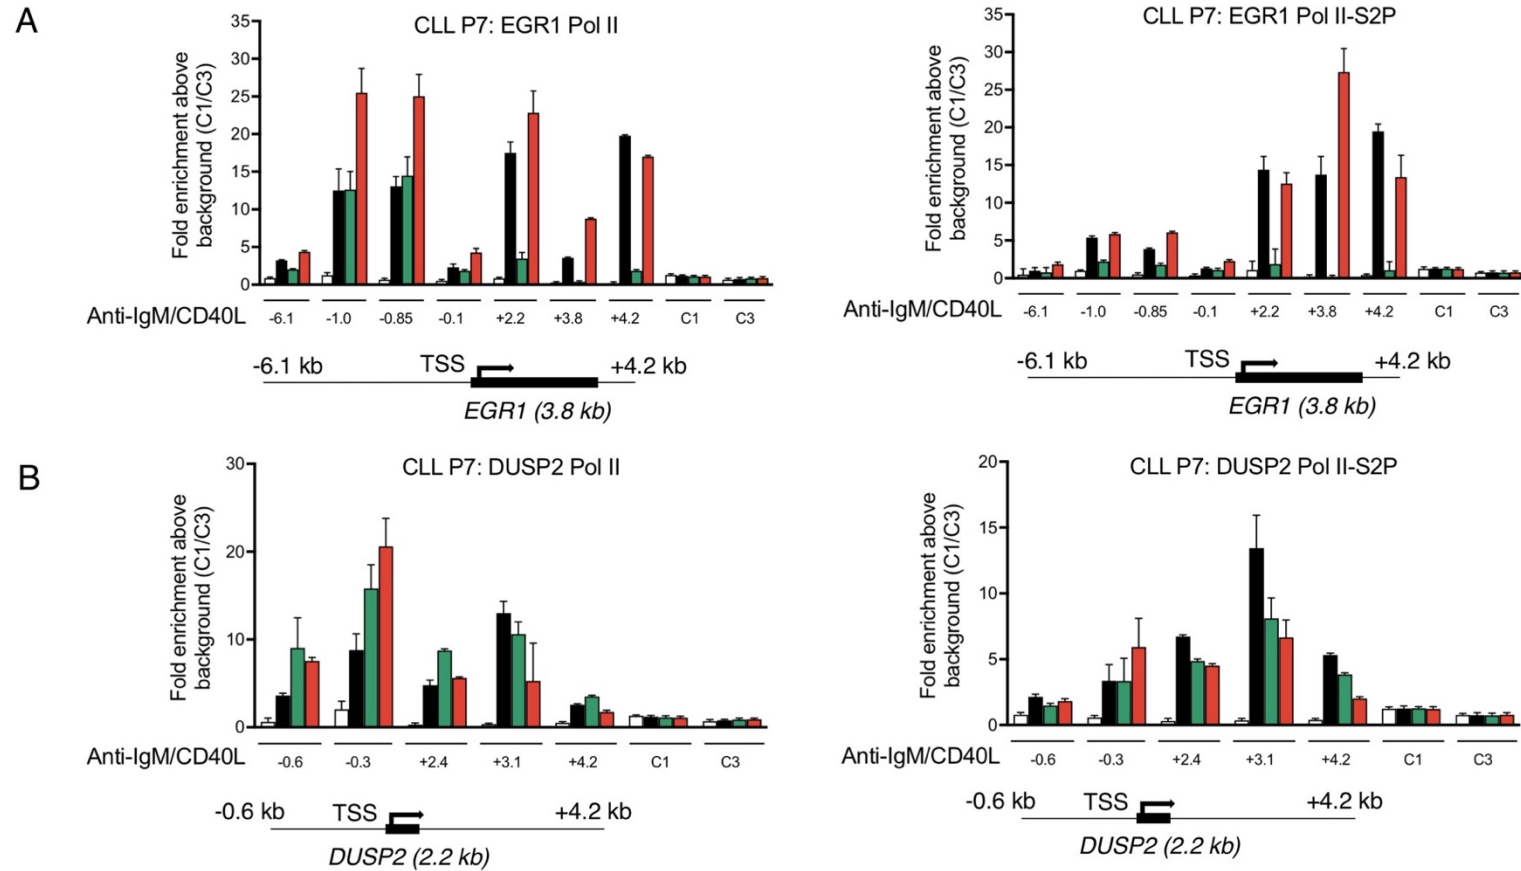 A
CLL P7: EGR1 Pol II
Fold enrichment above
background (C1/C3)
35
30
25
20
15
10
5
0
Anti-IgM/CD40L -6.1 -1.0 -0.85 -0.1 +2.2 +3.8 +4.2 C1 C3
-6.1 kb TSS +4.2 kb
EGR1 (3.8 kb)
CLL P7: EGR1 Pol II-S2P
Fold enrichment above
background (C1/C3)
35
30
25
20
15
10
5
0
Anti-IgM/CD40L -6.1 -1.0 -0.85 -0.1 +2.2 +3.8 +4.2 C1 C3
-6.1 kb TSS +4.2 kb
EGR1 (3.8 kb)
B
CLL P7: DUSP2 Pol II
Fold enrichment above
background (C1/C3)
30
20
10
0
Anti-IgM/CD40L -0.6 -0.3 +2.4 +3.1 +4.2 C1 C3
-0.6 kb TSS +4.2 kb
DUSP2 (2.2 kb)
CLL P7: DUSP2 Pol II-S2P
Fold enrichment above
background (C1/C3)
20
15
10
5
0
Anti-IgM/CD40L -0.6 -0.3 +2.4 +3.1 +4.2 C1 C3
-0.6 kb TSS +4.2 kb
DUSP2 (2.2 kb)